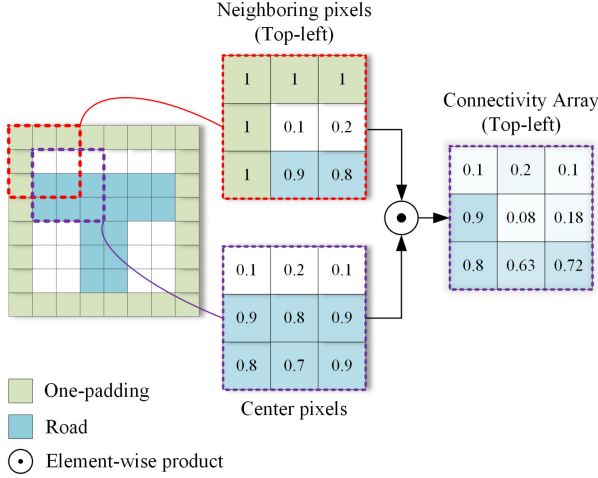 Neighboring pixels
(Top-left)
1 1 1
1 0.1 0.2
1 0.9 0.8
Connectivity Array
(Top-left)
0.1 0.2 0.1
0.9 0.08 0.18
0.8 0.63 0.72
0.1 0.2 0.1
0.9 0.8 0.9
0.8 0.7 0.9
Center pixels
One-padding
Road
Element-wise product